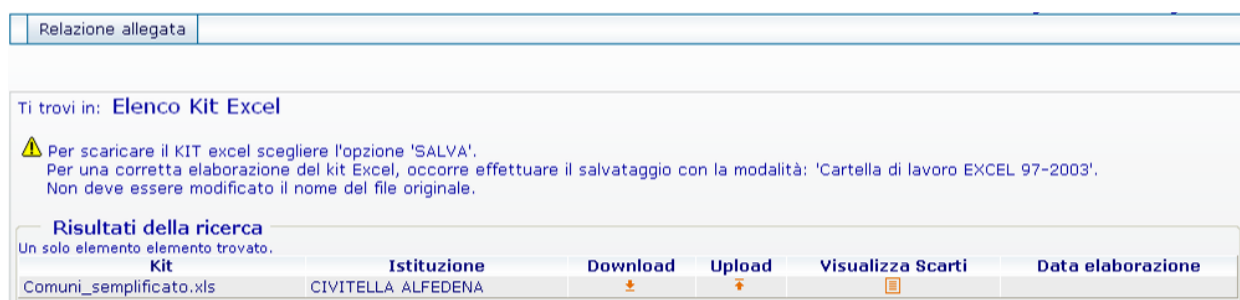 Relazione allegata
Ti trovi in: Elenco Kit Excel
Per scaricare il KIT excel scegliere l'opzione 'SALVA'.
Per una corretta elaborazione del kit Excel, occorre effettuare il salvataggio con la modalità: 'Cartella di lavoro EXCEL 97-2003'.
Non deve essere modificato il nome del file originale.
Risultati della ricerca
Un solo elemento elemento trovato.
Kit Istituzione Download Upload Visualizza Scarti Data elaborazione
Comuni_semplificato.xls CIVITELLA ALFEDENA